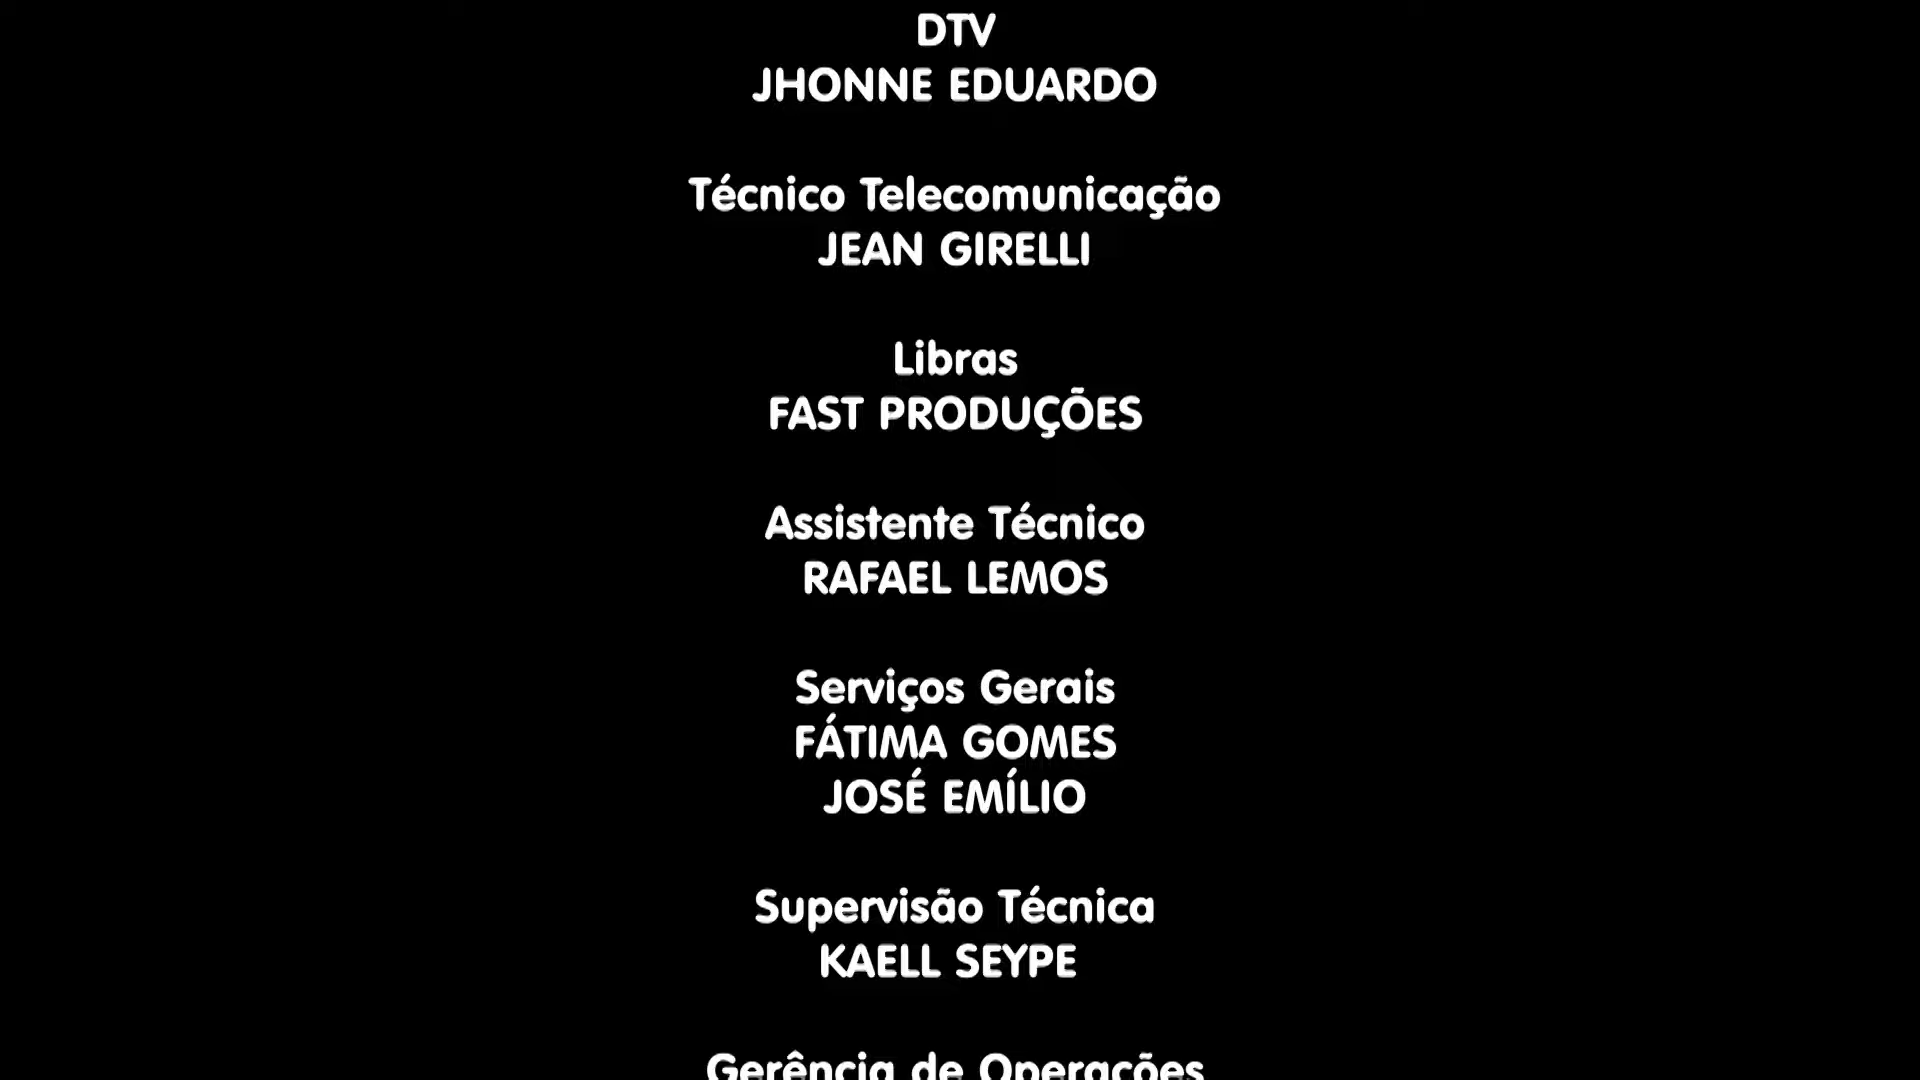 DTV
JHONNE EDUARDO
Técnico Telecomunicação
JEAN GIRELLI
Libras
FAST PRODUÇÕES
Assistente Técnico
RAFAEL LEMOS
Serviços Gerais
FÁTIMA GOMES
JOSÉ EMÍLIO
Supervisão Técnica
KAELL SEYPE
Gerência de Operações